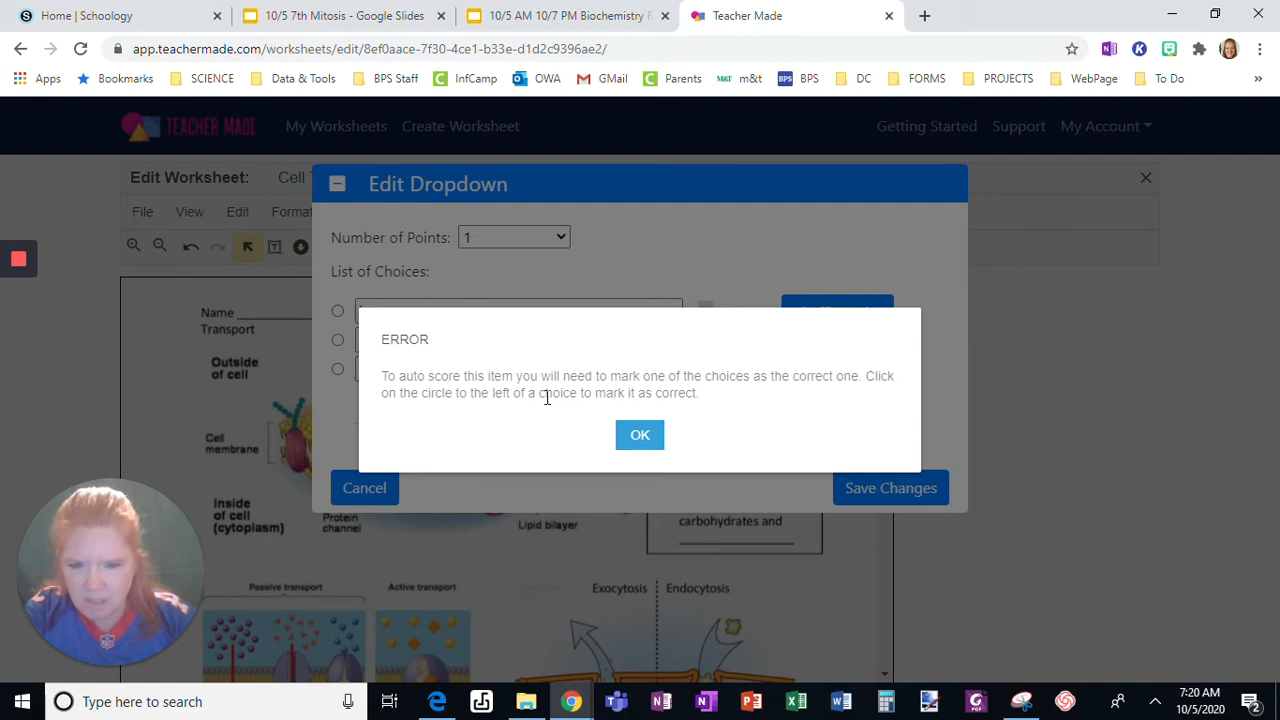 Home | Schoology
10/5 7th Mitosis - Google Slides
10/5 AM 10/7 PM Biochemistry
Teacher Made
app.teachermade.com/worksheets/edit/8ef0aace-7f30-4ce1-b33e-d1d2c9396ae2/
Apps
Bookmarks
SCIENCE
Data & Tools
BPS Staff
InfCamp
OWA
GMail
Parents
M&T
m&t
BPS
BPS
DC
FORMS
PROJECTS
WebPage
To Do
TEACHER MADE
My Worksheets
Create Worksheet
Getting Started
Support
My Account
Edit Worksheet:
Edit Dropdown
File
View
Edit
Number of Points:
1
List of Choices:
Name
Transport
Outside
of cell
ERROR
To auto score this item you will need to mark one of the choices as the correct one. Click
on the circle to the left of a choice to mark it as correct.
OK
Cell
membrane
Cancel
Save Changes
Inside
of cell
(cytoplasm)
Protein
channel
Lipid bilayer
carbohydrates and
Passive transport
Active transport
Exocytosis
Endocytosis
NFL
Type here to search
7:20 AM
10/5/2020
2